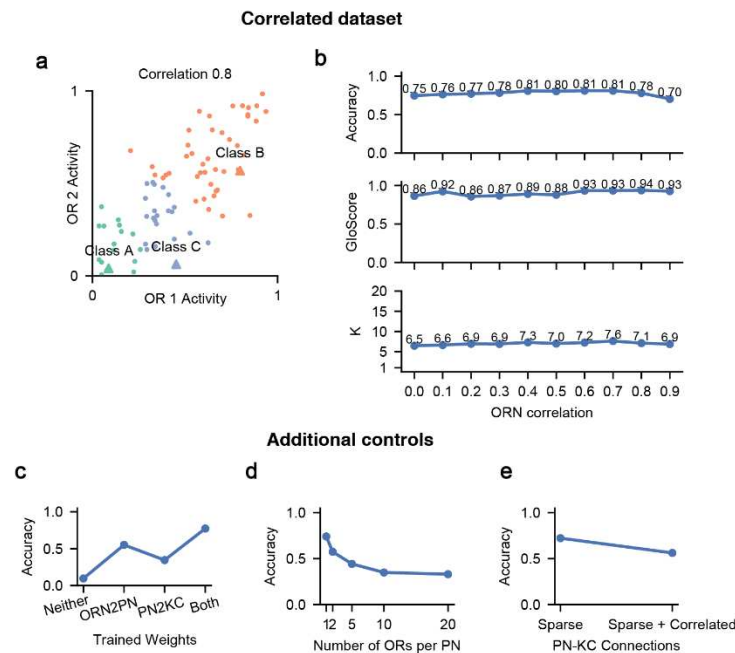 Correlated dataset
a
Correlation 0.8
1
OR 2 Activity
0
Class B
Class A
Class C
0
1
OR 1 Activity
b
1.0
0.5
0.0
Accuracy
0.75 0.76 0.77 0.78 0.81 0.80 0.81 0.81 0.78 0.70
1.0
0.5
0.0
GloScore
0.86 0.92 0.86 0.87 0.89 0.88 0.93 0.93 0.94 0.93
20
15
10
5
1
K
6.5 6.6 6.9 6.9 7.3 7.0 7.2 7.6 7.1 6.9
0.0 0.1 0.2 0.3 0.4 0.5 0.6 0.7 0.8 0.9
ORN correlation
Additional controls
c
1.0
0.5
0.0
Accuracy
Neither ORN2PN PN2KC Both
Trained Weights
d
1.0
0.5
0.0
Accuracy
1 2 5 10 20
Number of ORs per PN
e
1.0
0.5
0.0
Accuracy
Sparse Sparse + Correlated
PN-KC Connections